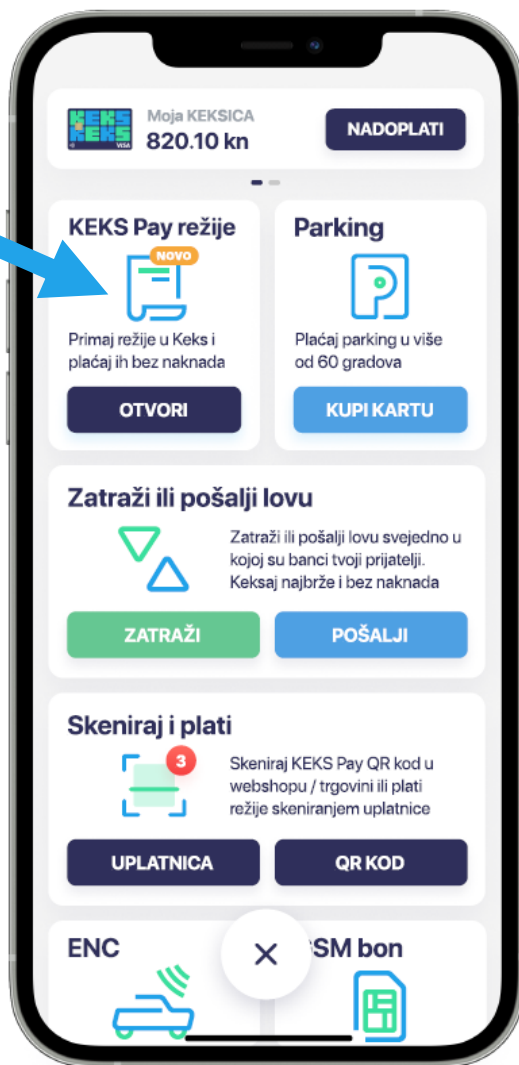 KEKS
KEKS
VISA
Moja KEKSICA
820.10 kn
NADOPLATI
KEKS Pay režije
NOVO
Primaj režije u Keks i
plaćaj ih bez naknada
OTVORI
Parking
P
Plaćaj parking u više
od 60 gradova
KUPI KARTU
Zatraži ili pošalji lovu
Zatraži ili pošalji lovu svejedno u
kojoj su banci tvoji prijatelji.
Keksaj najbrže i bez naknada
ZATRAŽI
POŠALJI
Skeniraj i plati
3
Skeniraj KEKS Pay QR kod u
webshopu / trgovini ili plati
režije skeniranjem uplatnice
UPLATNICA
QR KOD
ENC
SM bon